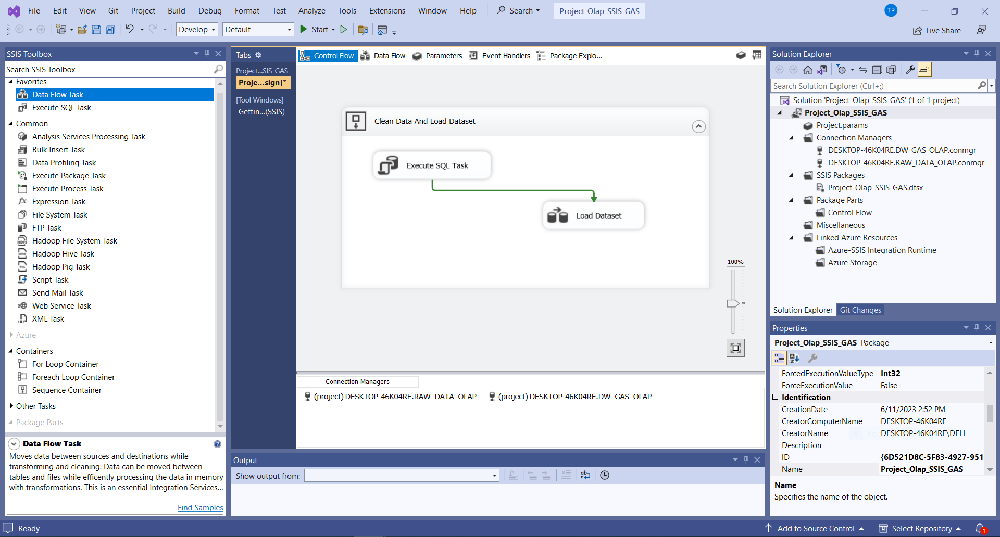 File Edit View Git Project Build Debug Format Test Analyze Tools Extensions Window Help Search Project_Olap_SSIS_GAS TP
Develop Default Start Live Share
SSIS Toolbox
Search SSIS Toolbox
Favorites
Data Flow Task
Execute SQL Task
Common
Analysis Services Processing Task
Bulk Insert Task
Data Profiling Task
Execute Package Task
Execute Process Task
Expression Task
File System Task
FTP Task
Hadoop File System Task
Hadoop Hive Task
Hadoop Pig Task
Script Task
Send Mail Task
Web Service Task
XML Task
Azure
Containers
For Loop Container
Foreach Loop Container
Sequence Container
Other Tasks
Package Parts
Data Flow Task
Moves data between sources and destinations while
transforming and cleaning. Data can be moved between
tables and files while efficently processing the data in memory
with transformations. This is an essential Integration Services...
Find Samples
Tabs
Project...SIS_GAS
Proje...sign]*
[Tool Windows]
Gettin...(SSIS)
Control Flow Data Flow Parameters Event Handlers Package Explo...
Clean Data And Load Dataset
Execute SQL Task
Load Dataset
100%
Connection Managers
(project) DESKTOP-46K04RE.RAW_DATA_OLAP (project) DESKTOP-46K04RE.DW_GAS_OLAP
Output
Show output from:
Solution Explorer
Search Solution Explorer (Ctrl+;)
Solution 'Project_Olap_SSIS_GAS' (1 of 1 project)
Project_Olap_SSIS_GAS
Project.params
Connection Managers
DESKTOP-46K04RE.DW_GAS_OLAP.conmgr
DESKTOP-46K04RE.RAW_DATA_OLAP.conmgr
SSIS Packages
Project_Olap_SSIS_GAS.dtsx
Package Parts
Control Flow
Miscellaneous
Linked Azure Resources
Azure-SSIS Integration Runtime
Azure Storage
Solution Explorer Git Changes
Properties
Project_Olap_SSIS_GAS Package
ForcedExecutionValueType Int32
ForceExecutionValue False
Identification
CreationDate 6/11/2023 2:52 PM
CreatorComputerName DESKTOP-46K04RE
CreatorName DESKTOP-46K04RE\DELL
Description
ID {6D521D8C-5F83-4927-951
Name Project_Olap_SSIS_GAS
Name
Specifies the name of the object.
Ready Add to Source Control Select Repository 1